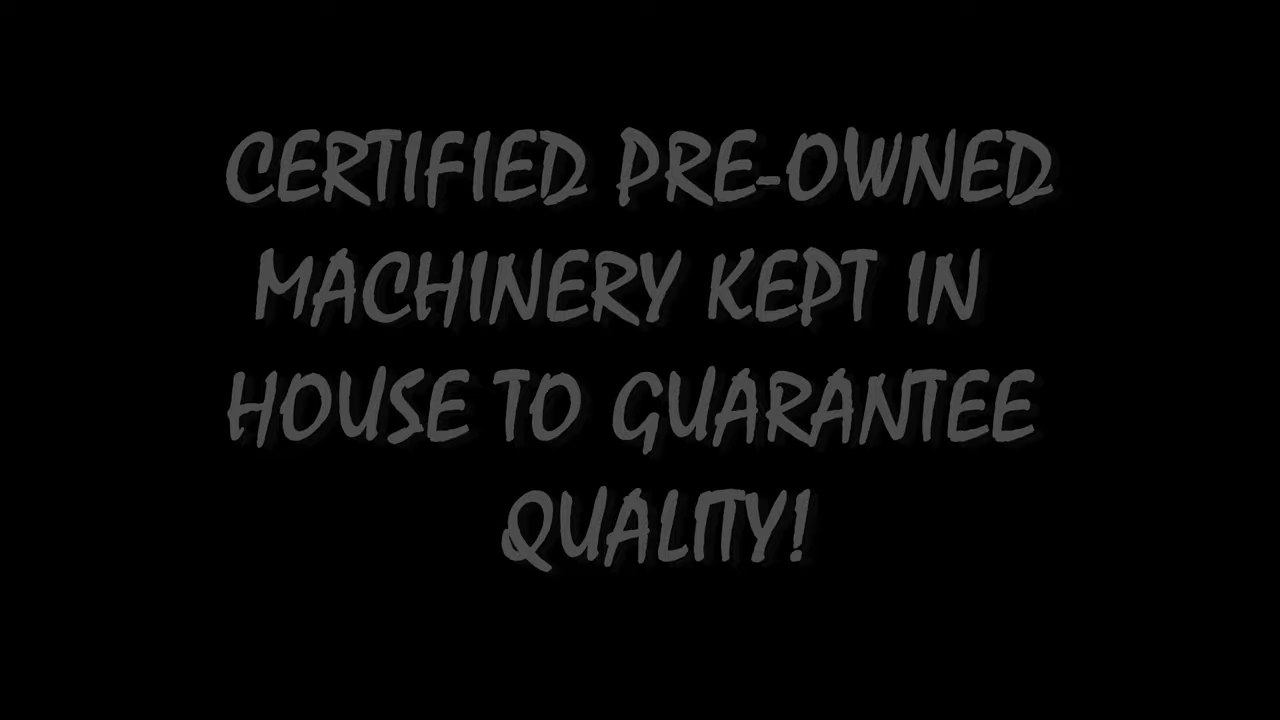 CERTIFIED PRE-OWNED
MACHINERY KEPT IN
HOUSE TO GUARANTEE
QUALITY!